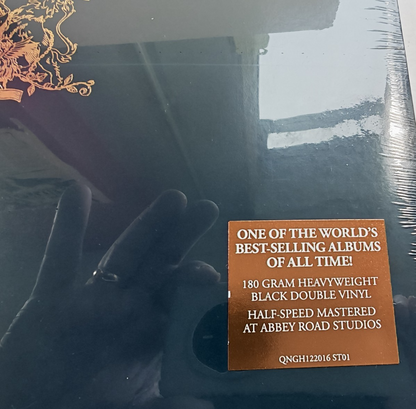 ONE OF THE WORLD'S
BEST-SELLING ALBUMS
OF ALL TIME!
180 GRAM HEAVYWEIGHT
BLACK DOUBLE VINYL
HALF-SPEED MASTERED
AT ABBEY ROAD STUDIOS
QNGH122016 ST01